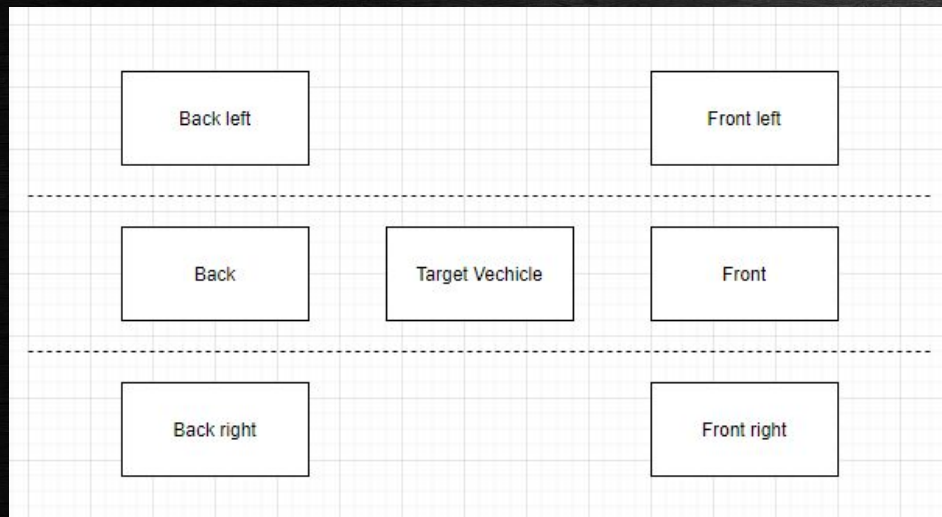 Back left
Front left
Back
Target Vechicle
Front
Back right
Front right